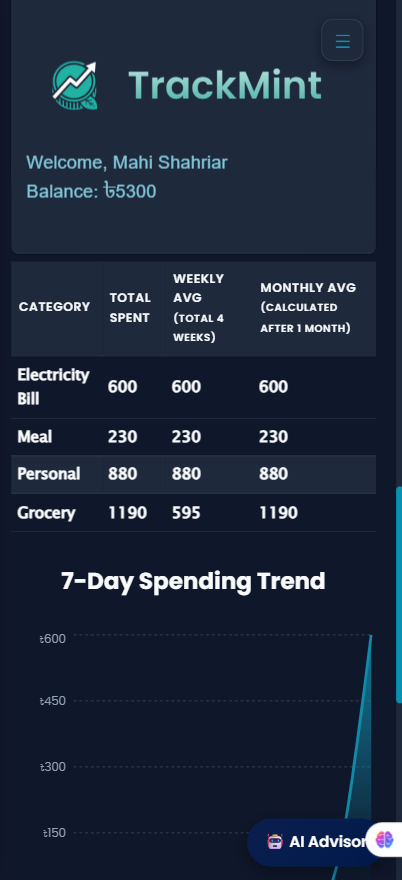 TrackMint
Welcome, Mahi Shahriar
Balance: ৳5300
CATEGORY
TOTAL
SPENT
WEEKLY
AVG
(TOTAL 4
WEEKS)
MONTHLY AVG
(CALCULATED
AFTER 1 MONTH)
Electricity
Bill
600 600 600
Meal 230 230 230
Personal 880 880 880
Grocery 1190 595 1190
7-Day Spending Trend
৳600
৳450
৳300
৳150
AI Advisor